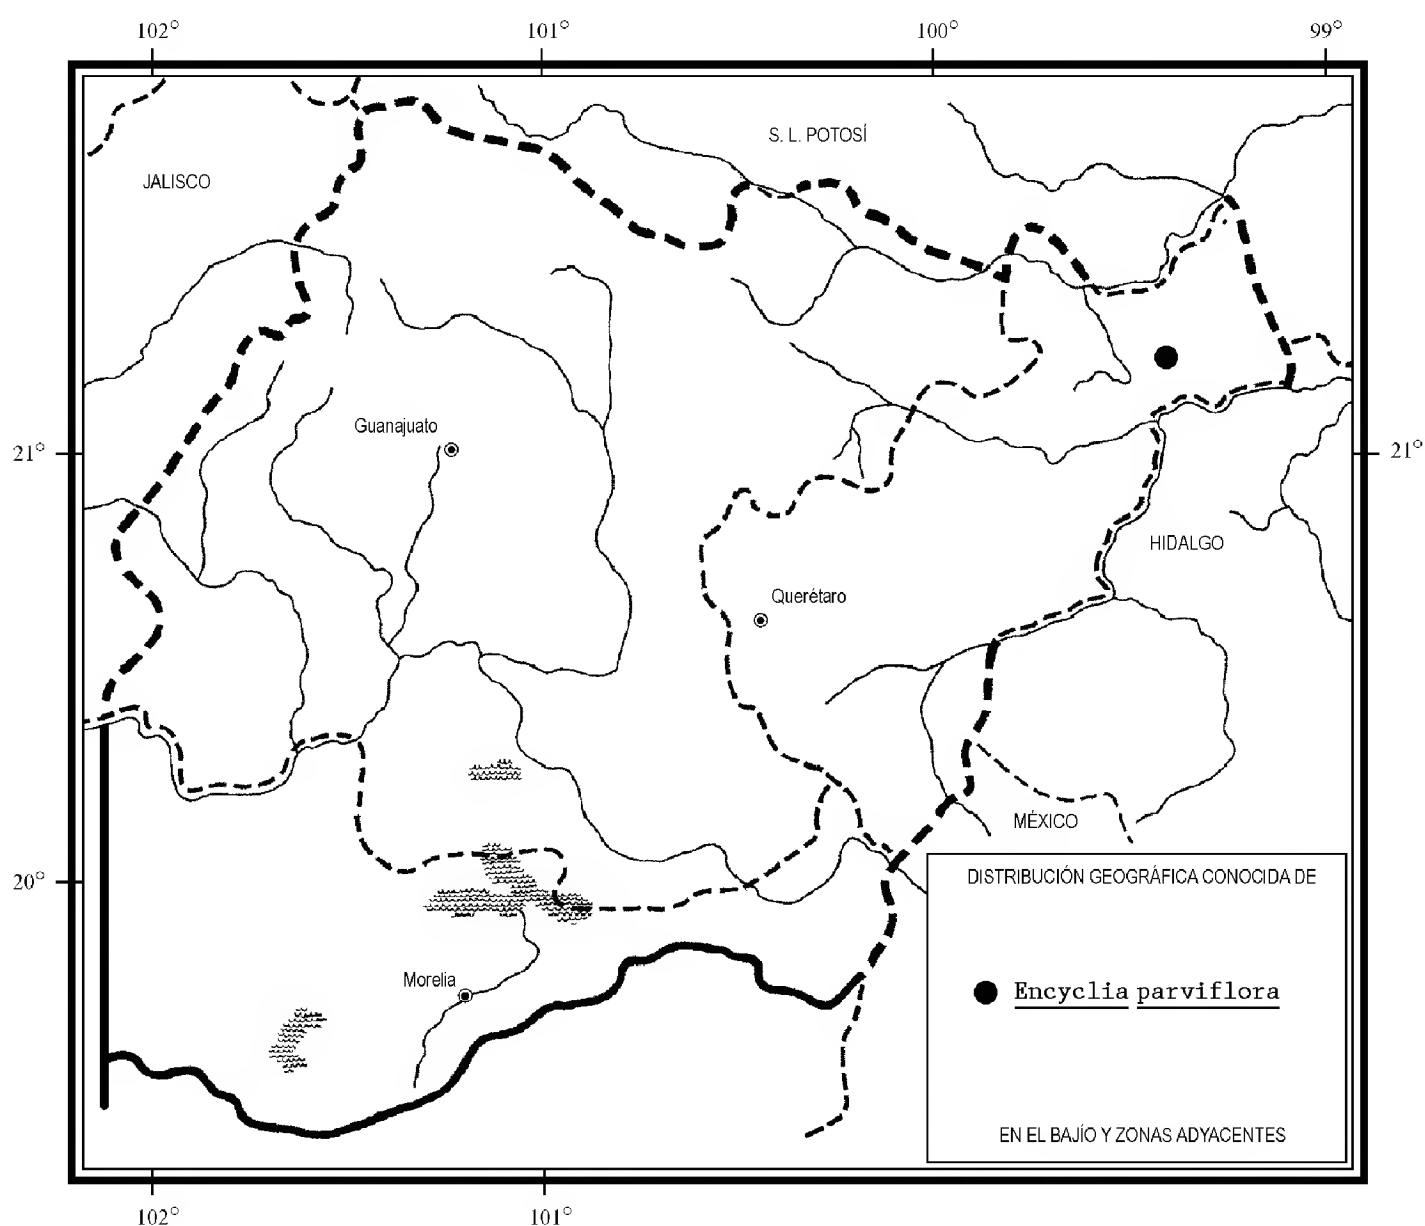 102° 101° 100° 99°
S. L. POTOSÍ
JALISCO
Guanajuato
21° 21°
HIDALGO
Querétaro
MÉXICO
20°
DISTRIBUCIÓN GEOGRÁFICA CONOCIDA DE
Morelia
Encyclia parviflora
EN EL BAJÍO Y ZONAS ADYACENTES
102° 101°